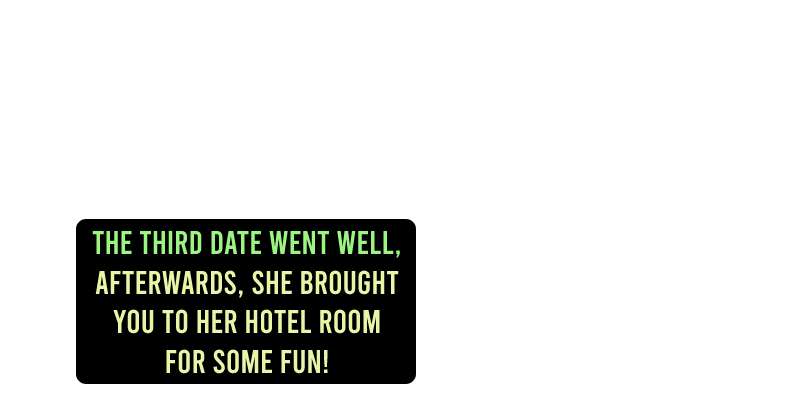 THE THIRD DATE WENT WELL,
AFTERWARDS, SHE BROUGHT
YOU TO HER HOTEL ROOM
FOR SOME FUN!